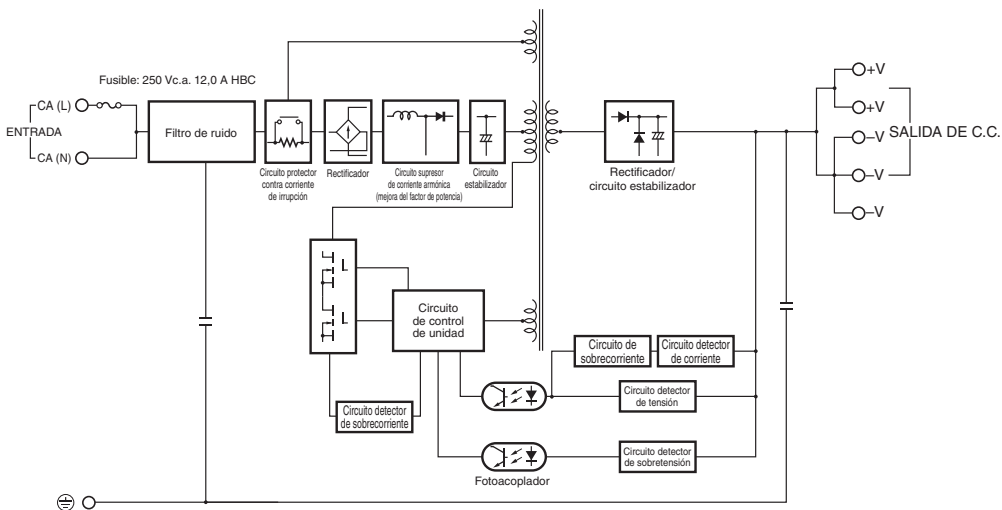 Fusible: 250 Vc.a. 12,0 A HBC
CA (L)
ENTRADA
CA (N)
Filtro de ruido
Circuito protector
contra corriente
de irrupción
Rectificador
Circuito supresor
de corriente armónica
(mejora del factor de potencia)
Circuito
estabilizador
Rectificador/
circuito estabilizador
+V
+V
–V
–V
–V
SALIDA DE C.C.
Circuito
de control
de unidad
Circuito detector
de sobrecorriente
Circuito de
sobrecorriente
Circuito detector
de corriente
Circuito detector
de tensión
Circuito detector
de sobretensión
Fotoacoplador